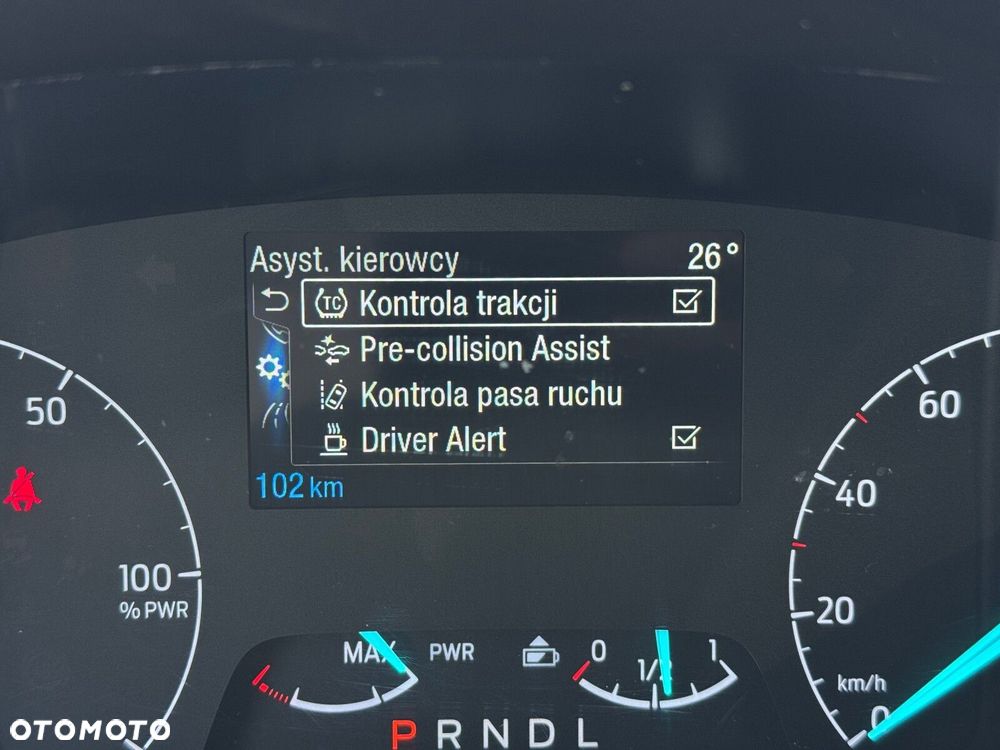 Asyst. kierowcy 26°
TC Kontrola trakcji
Pre-collision Assist
Kontrola pasa ruchu
Driver Alert
102 km
50
100
% PWR
60
40
20
km/h
0
MAX PWR
0 1/2 1
P R N D L
OTOMOTO